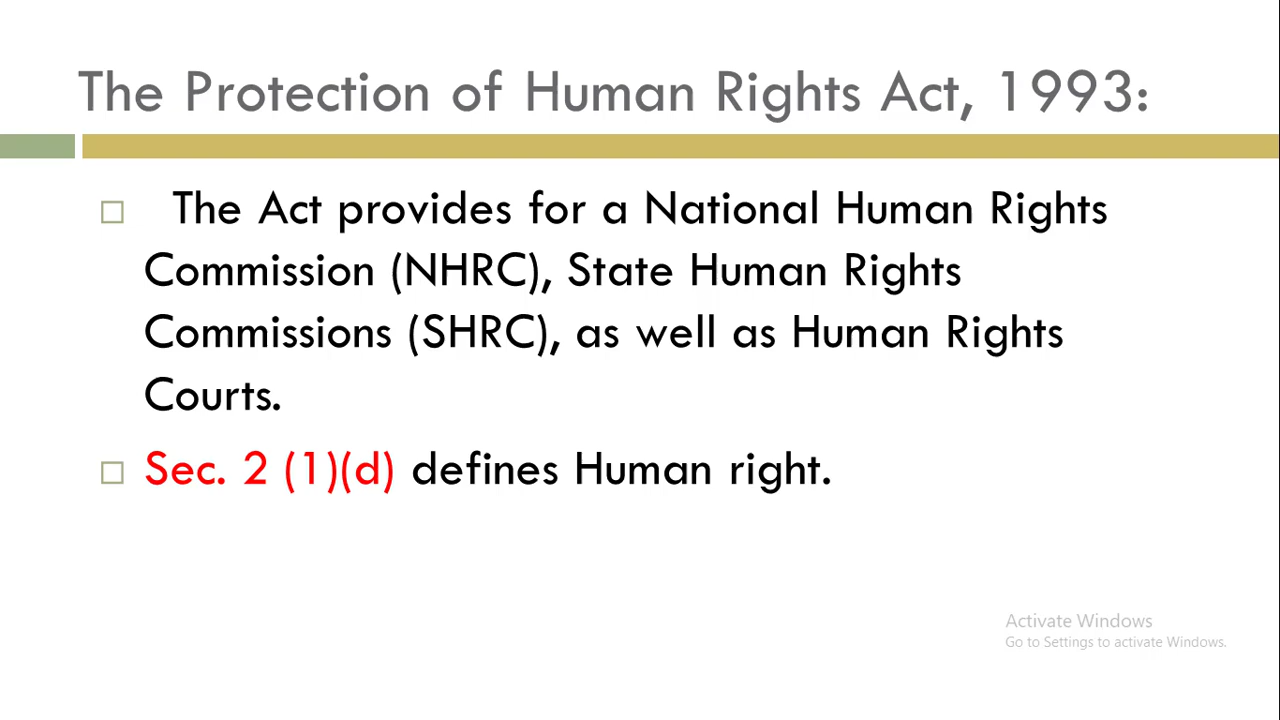 The Protection of Human Rights Act, 1993:
The Act provides for a National Human Rights
Commission (NHRC), State Human Rights
Commissions (SHRC), as well as Human Rights
Courts.
Sec. 2 (1)(d) defines Human right.
Activate Windows
Go to Settings to activate Windows.